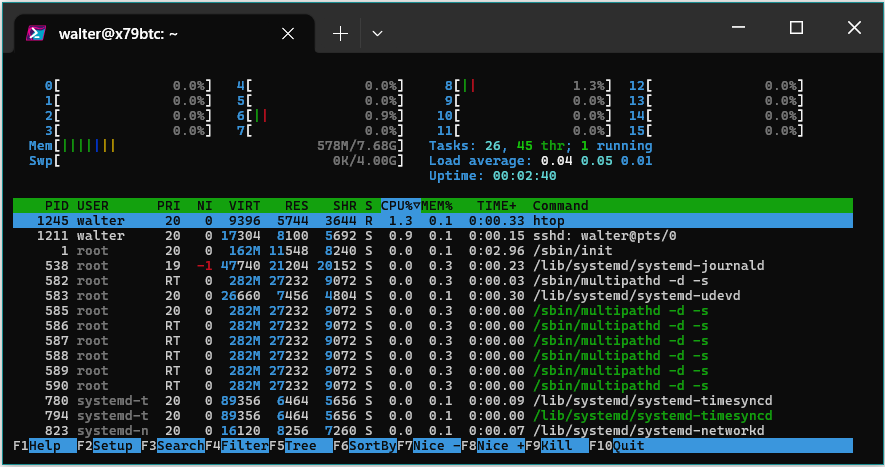 walter@x79btc: ~
0[ 0.0%] 4[ 0.0%] 8[|| 1.3%] 12[ 0.0%]
1[ 0.0%] 5[ 0.0%] 9[ 0.0%] 13[ 0.0%]
2[ 0.0%] 6[|| 0.9%] 10[ 0.0%] 14[ 0.0%]
3[ 0.0%] 7[ 0.0%] 11[ 0.0%] 15[ 0.0%]
Mem[||||||| 578M/7.68G] Tasks: 26, 45 thr; 1 running
Swp[ 0K/4.00G] Load average: 0.04 0.05 0.01
Uptime: 00:02:40
PID USER PRI NI VIRT RES SHR S CPU%▽MEM% TIME+ Command
1245 walter 20 0 9396 5744 3644 R 1.3 0.1 0:00.33 htop
1211 walter 20 0 17304 8100 5692 S 0.9 0.1 0:00.15 sshd: walter@pts/0
1 root 20 0 162M 11548 8240 S 0.0 0.1 0:02.96 /sbin/init
538 root 19 -1 47740 21204 20152 S 0.0 0.3 0:00.23 /lib/systemd/systemd-journald
582 root RT 0 282M 27232 9072 S 0.0 0.3 0:00.03 /sbin/multipathd -d -s
583 root 20 0 26660 7456 4804 S 0.0 0.1 0:00.30 /lib/systemd/systemd-udevd
585 root 20 0 282M 27232 9072 S 0.0 0.3 0:00.00 /sbin/multipathd -d -s
586 root RT 0 282M 27232 9072 S 0.0 0.3 0:00.00 /sbin/multipathd -d -s
587 root RT 0 282M 27232 9072 S 0.0 0.3 0:00.00 /sbin/multipathd -d -s
588 root RT 0 282M 27232 9072 S 0.0 0.3 0:00.00 /sbin/multipathd -d -s
589 root RT 0 282M 27232 9072 S 0.0 0.3 0:00.00 /sbin/multipathd -d -s
590 root RT 0 282M 27232 9072 S 0.0 0.3 0:00.00 /sbin/multipathd -d -s
780 systemd-t 20 0 89356 6464 5656 S 0.0 0.1 0:00.09 /lib/systemd/systemd-timesyncd
794 systemd-t 20 0 89356 6464 5656 S 0.0 0.1 0:00.00 /lib/systemd/systemd-timesyncd
823 systemd-n 20 0 16120 8256 7260 S 0.0 0.1 0:00.07 /lib/systemd/systemd-networkd
F1Help F2Setup F3SearchF4FilterF5Tree F6SortByF7Nice -F8Nice +F9Kill F10Quit